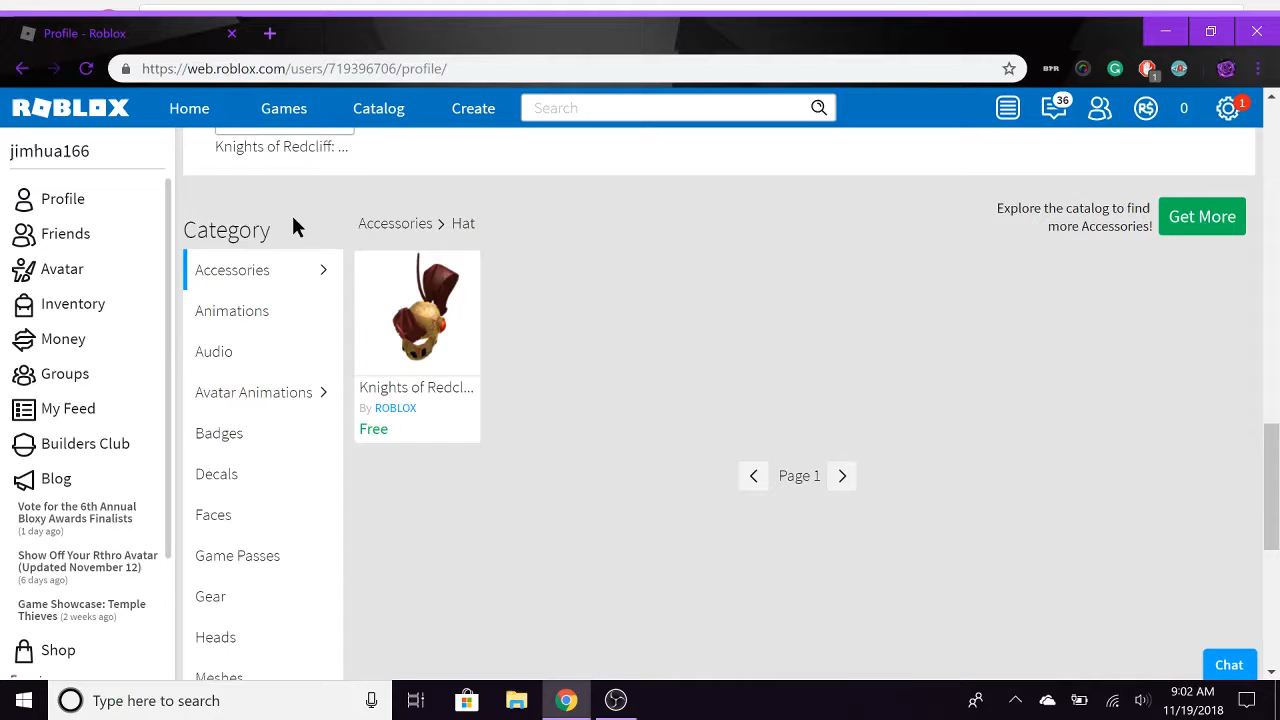 Profile - Roblox
https://web.roblox.com/users/719396706/profile/
BTR
1
ROBLOX
Home
Games
Catalog
Create
Search
36
R$
0
1
jimhua166
Knights of Redcliff: ...
Profile
Friends
Avatar
Inventory
Money
Groups
My Feed
Builders Club
Blog
Vote for the 6th Annual
Bloxy Awards Finalists
(1 day ago)
Show Off Your Rthro Avatar
(Updated November 12)
(6 days ago)
Game Showcase: Temple
Thieves (2 weeks ago)
Shop
Category
Accessories
Animations
Audio
Avatar Animations
Badges
Decals
Faces
Game Passes
Gear
Heads
Meshes
Accessories > Hat
Explore the catalog to find
more Accessories!
Get More
Knights of Redcl...
By ROBLOX
Free
Page 1
Chat
Type here to search
9:02 AM
11/19/2018